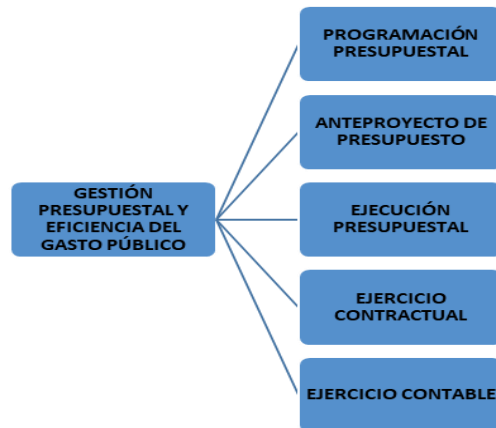 PROGRAMACIÓN
PRESUPUESTAL
ANTEPROYECTO DE
PRESUPUESTO
GESTIÓN
PRESUPUESTAL Y
EFICIENCIA DEL
GASTO PÚBLICO
EJECUCIÓN
PRESUPUESTAL
EJERCICIO
CONTRACTUAL
EJERCICIO CONTABLE